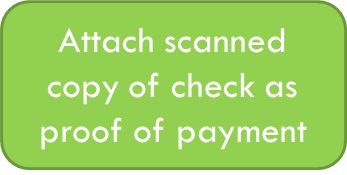 Attach scanned
copy of check as
proof of payment